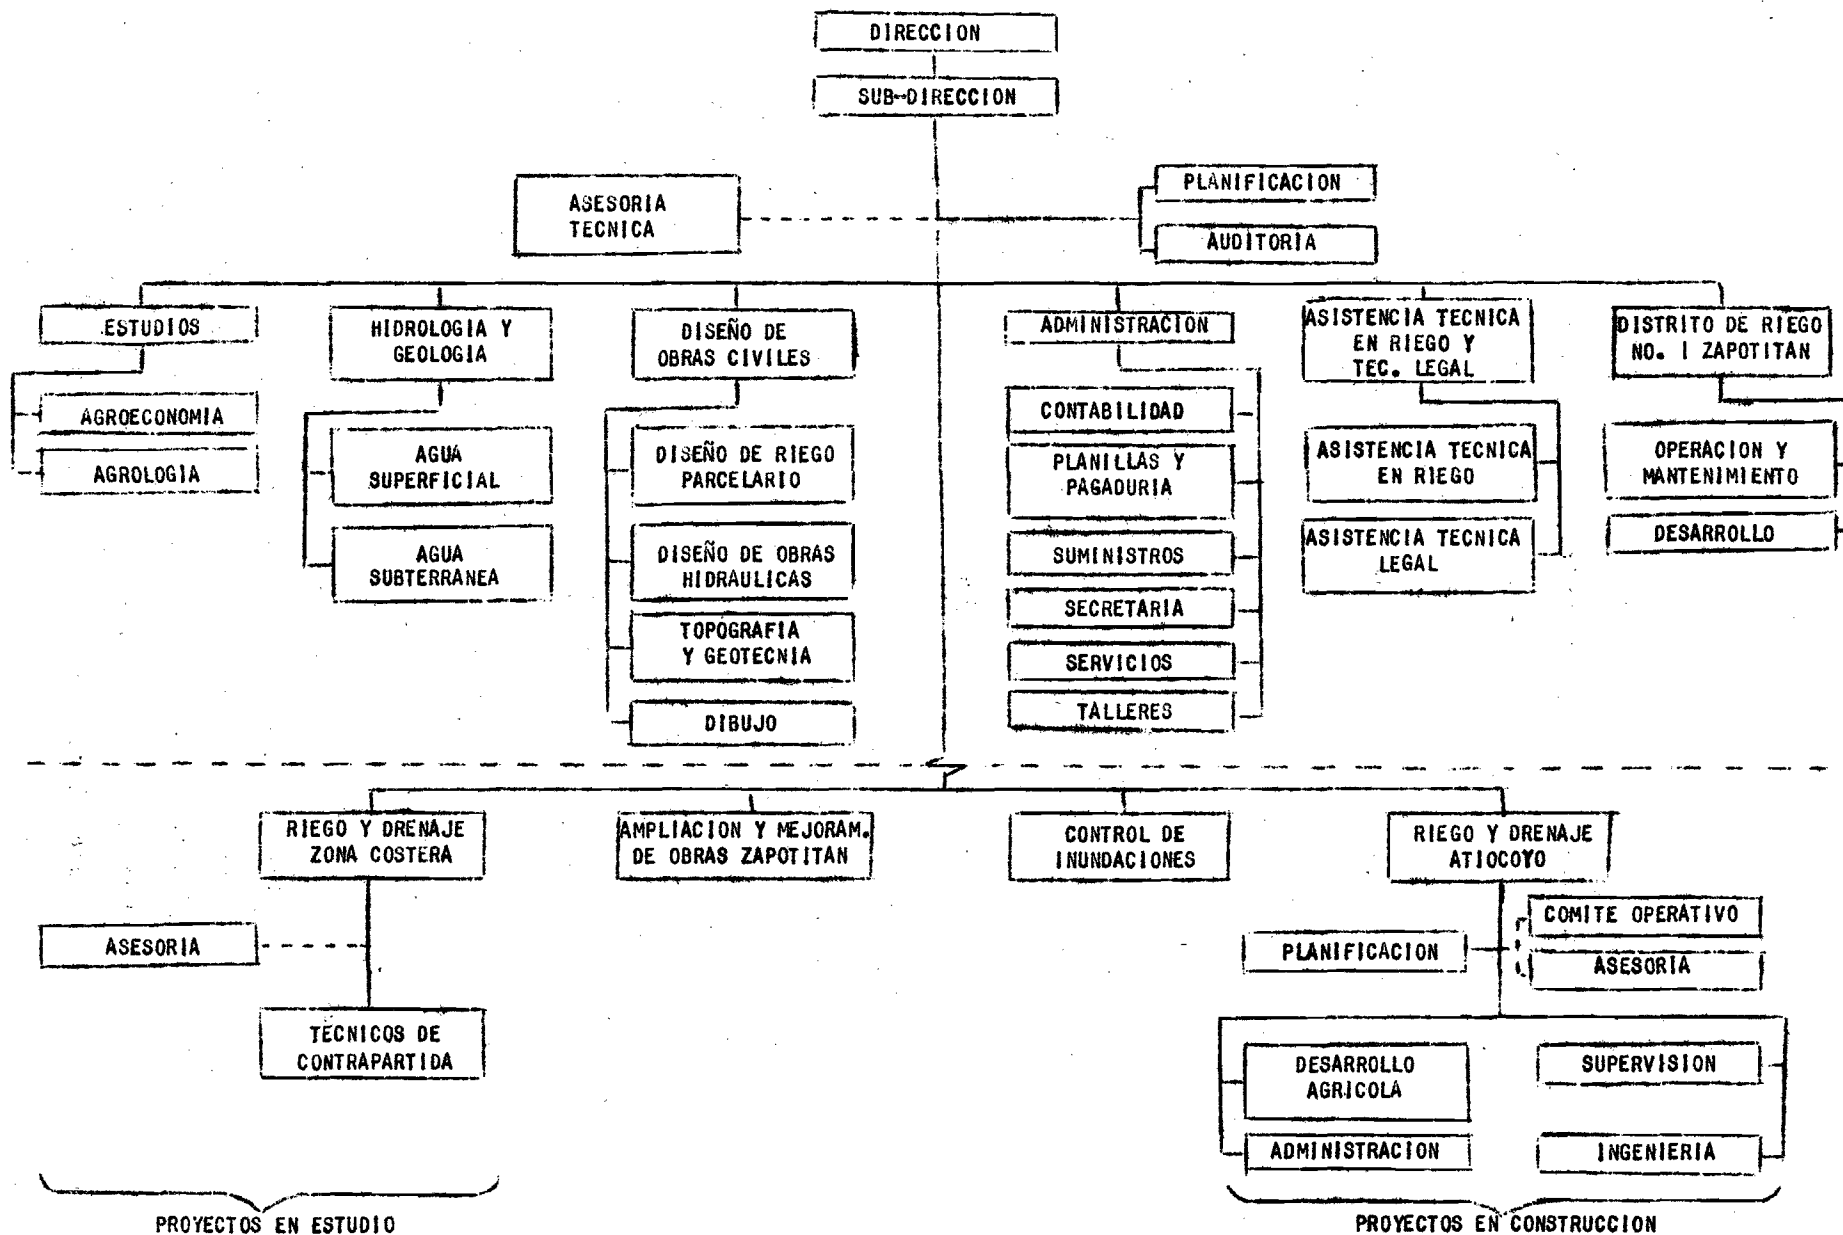 DIRECCION
SUB-DIRECCION
ASESORIA
TECNICA
PLANIFICACION
AUDITORIA
ESTUDIOS
AGROECONOMIA
AGROLOGIA
HIDROLOGIA Y
GEOLOGIA
AGUA
SUPERFICIAL
AGUA
SUBTERRANEA
DISEÑO DE
OBRAS CIVILES
DISEÑO DE RIEGO
PARCELARIO
DISEÑO DE OBRAS
HIDRAULICAS
TOPOGRAFIA
Y GEOTECNIA
DIBUJO
ADMINISTRACION
CONTABILIDAD
PLANILLAS Y
PAGADURIA
SUMINISTROS
SECRETARIA
SERVICIOS
TALLERES
ASISTENCIA TECNICA
EN RIEGO Y
TEC. LEGAL
ASISTENCIA TECNICA
EN RIEGO
ASISTENCIA TECNICA
LEGAL
DISTRITO DE RIEGO
NO. I ZAPOTITAN
OPERACION Y
MANTENIMIENTO
DESARROLLO
RIEGO Y DRENAJE
ZONA COSTERA
ASESORIA
TECNICOS DE
CONTRAPARTIDA
AMPLIACION Y MEJORAM.
DE OBRAS ZAPOTITAN
CONTROL DE
INUNDACIONES
RIEGO Y DRENAJE
ATIOCOYO
PLANIFICACION
COMITE OPERATIVO
ASESORIA
DESARROLLO
AGRICOLA
ADMINISTRACION
SUPERVISION
INGENIERIA
PROYECTOS EN ESTUDIO
PROYECTOS EN CONSTRUCCION